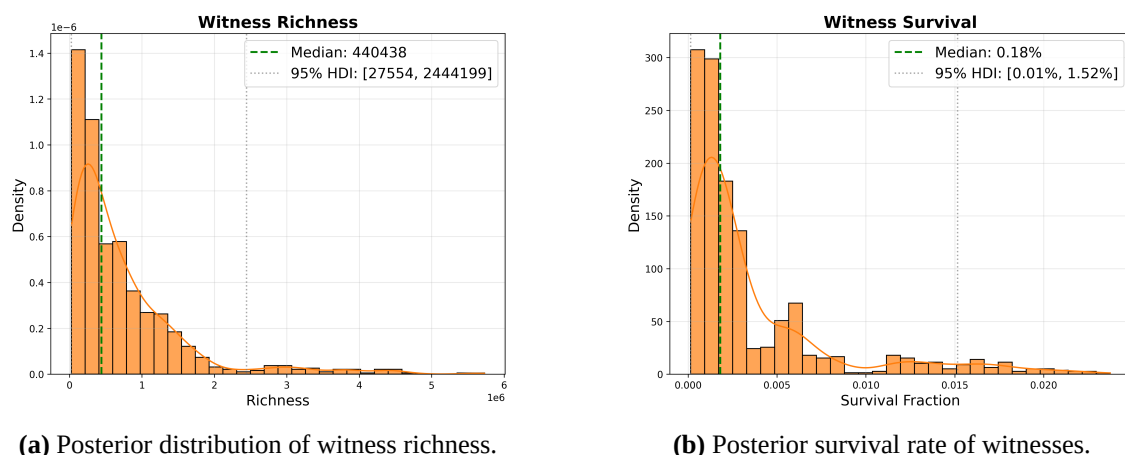 Witness Richness
1e−6
Median: 440438
95% HDI: [27554, 2444199]
1.4
1.2
1.0
0.8
0.6
0.4
0.2
0.0
Density
0 1 2 3 4 5 6
1e6
Richness
(a) Posterior distribution of witness richness.
Witness Survival
Median: 0.18%
95% HDI: [0.01%, 1.52%]
300
250
200
150
100
50
0
Density
0.000 0.005 0.010 0.015 0.020
Survival Fraction
(b) Posterior survival rate of witnesses.